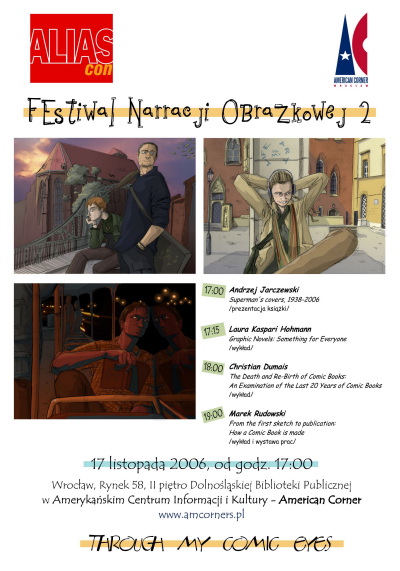 ALIAS
con
AMERICAN CORNER
WROCŁAW
FEStiwal Narracji Obrazkowej 2
17:00 Andrzej Jarczewski
Superman's covers, 1938-2006
/prezentacja książki/
17:15 Laura Kaspari Hohmann
Graphic Novels: Something for Everyone
/wykład/
18:00 Christian Dumais
The Death and Re-Birth of Comic Books:
An Examination of the Last 20 Years of Comic Books
/wykład/
19:00 Marek Rudowski
From the first sketch to publication:
How a Comic Book is made
/wykład i wystawa prac/
17 listopada 2006, od godz. 17:00
Wrocław, Rynek 58, II piętro Dolnośląskiej Biblioteki Publicznej
w Amerykańskim Centrum Informacji i Kultury - American Corner
www.amcorners.pl
THROUGH MY COMIC EYES